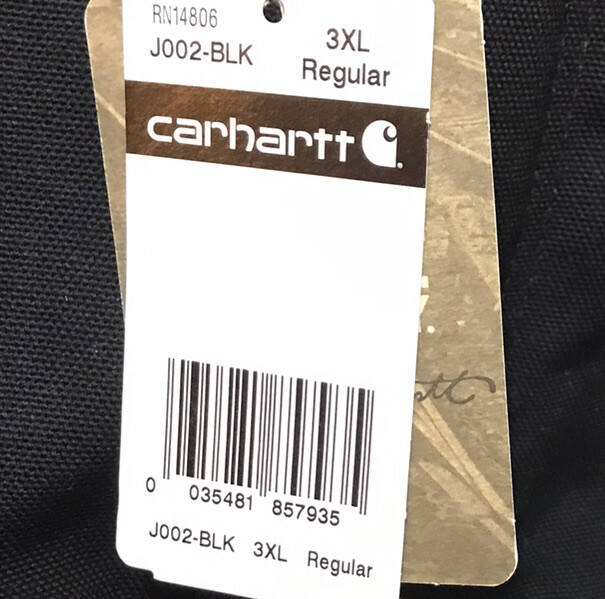 RN14806
J002-BLK 3XL
Regular
carhartt
0 035481 857935
J002-BLK 3XL Regular